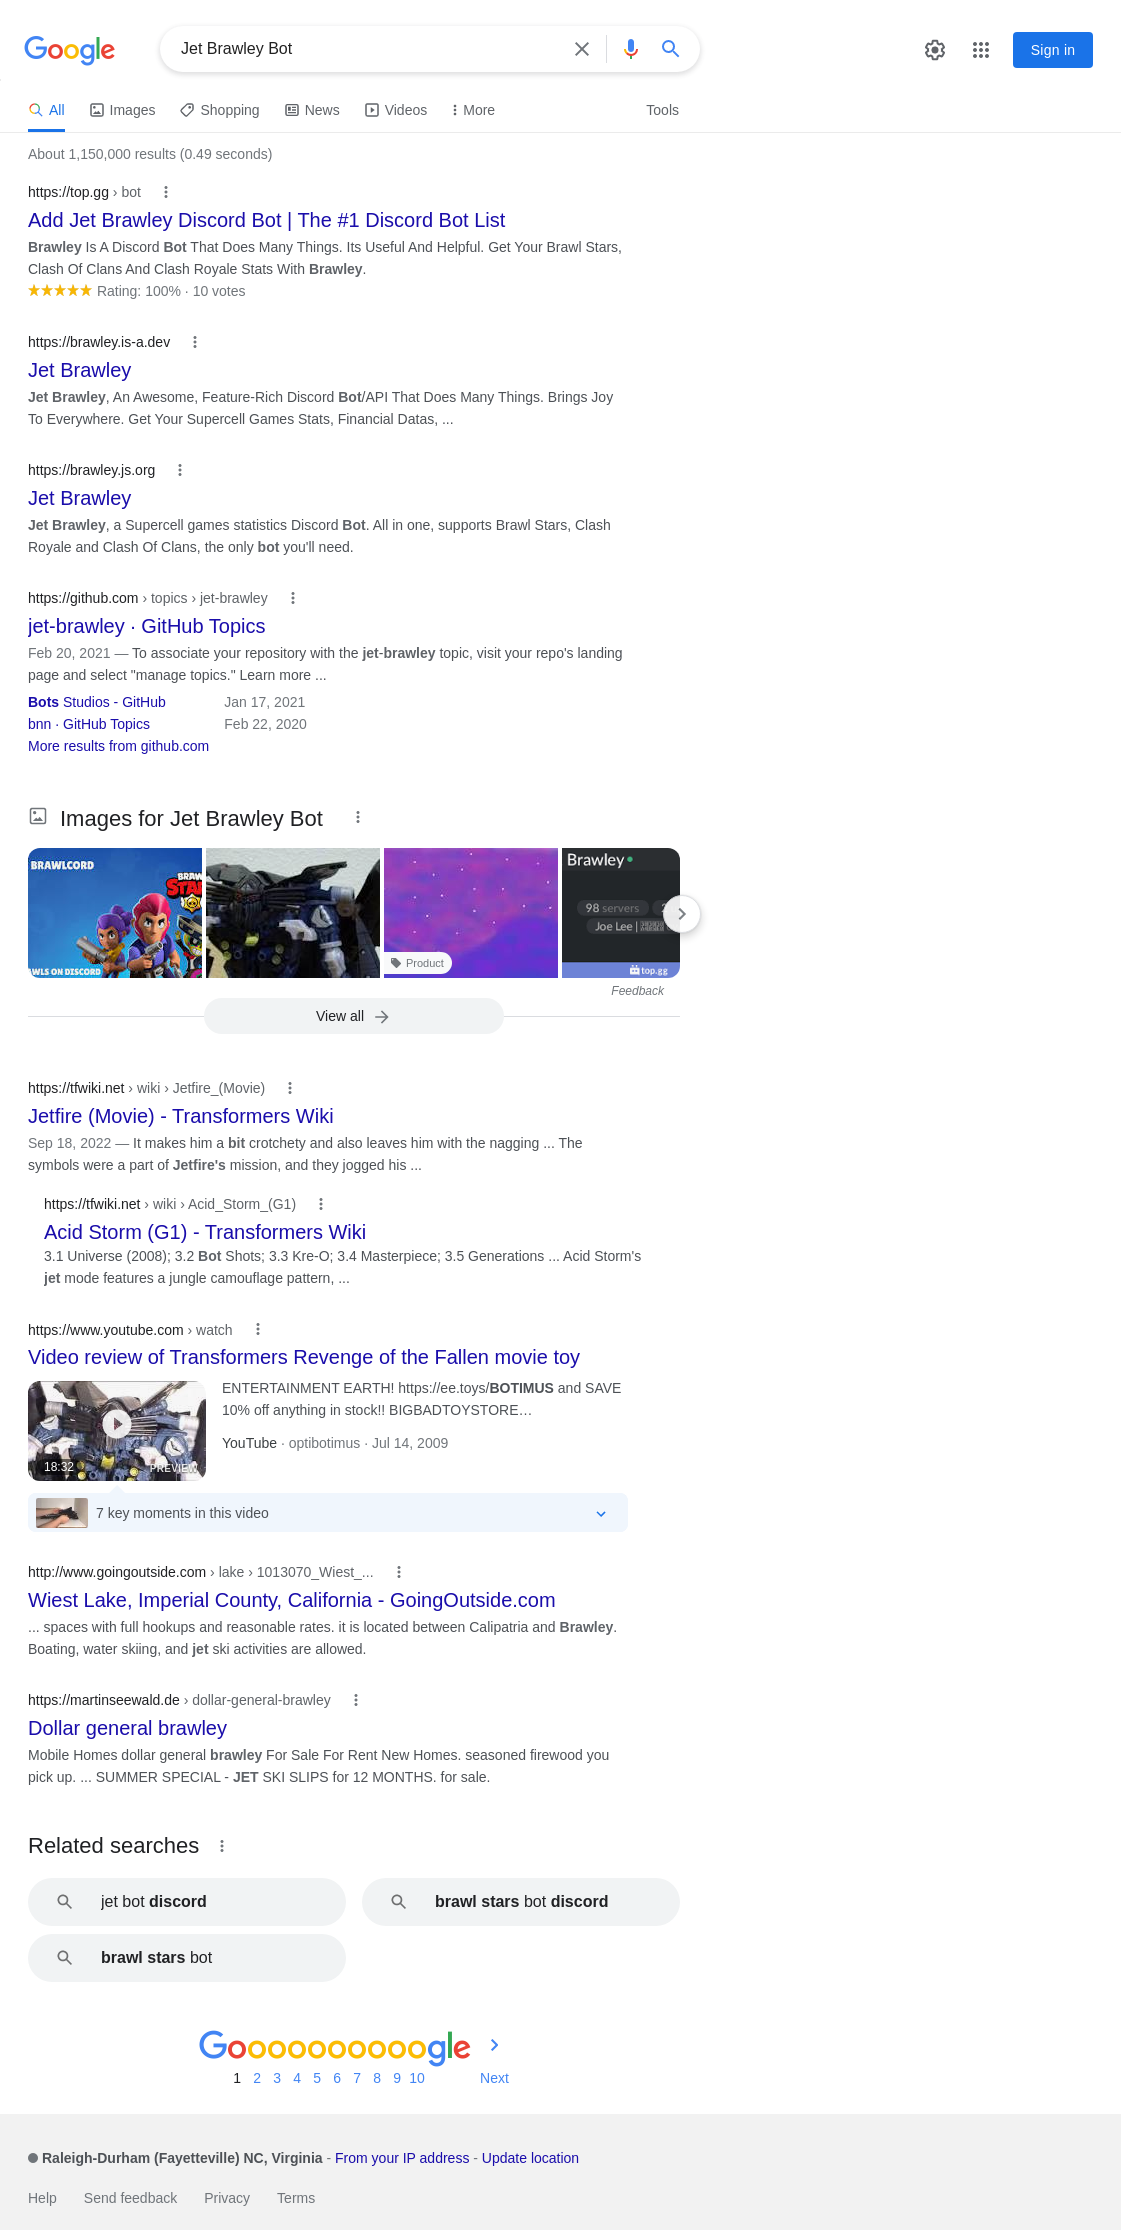 Google
Jet Brawley Bot
Sign in
All
Images
Shopping
News
Videos
More
Tools
About 1,150,000 results (0.49 seconds)
https://top.gg › bot
Add Jet Brawley Discord Bot | The #1 Discord Bot List
Brawley Is A Discord Bot That Does Many Things. Its Useful And Helpful. Get Your Brawl Stars,
Clash Of Clans And Clash Royale Stats With Brawley.
Rating: 100% · 10 votes
https://brawley.is-a.dev
Jet Brawley
Jet Brawley, An Awesome, Feature-Rich Discord Bot/API That Does Many Things. Brings Joy
To Everywhere. Get Your Supercell Games Stats, Financial Datas, ...
https://brawley.js.org
Jet Brawley
Jet Brawley, a Supercell games statistics Discord Bot. All in one, supports Brawl Stars, Clash
Royale and Clash Of Clans, the only bot you'll need.
https://github.com › topics › jet-brawley
jet-brawley · GitHub Topics
Feb 20, 2021 — To associate your repository with the jet-brawley topic, visit your repo's landing
page and select "manage topics." Learn more ...
Bots Studios - GitHub Jan 17, 2021
bnn · GitHub Topics Feb 22, 2020
More results from github.com
Images for Jet Brawley Bot
BRAWLCORD
BRAW
STA
AWLS ON DISCORD
Product
Brawley
98 servers
Joe Lee |
top.gg
Feedback
View all
https://tfwiki.net › wiki › Jetfire_(Movie)
Jetfire (Movie) - Transformers Wiki
Sep 18, 2022 — It makes him a bit crotchety and also leaves him with the nagging ... The
symbols were a part of Jetfire's mission, and they jogged his ...
https://tfwiki.net › wiki › Acid_Storm_(G1)
Acid Storm (G1) - Transformers Wiki
3.1 Universe (2008); 3.2 Bot Shots; 3.3 Kre-O; 3.4 Masterpiece; 3.5 Generations ... Acid Storm's
jet mode features a jungle camouflage pattern, ...
https://www.youtube.com › watch
Video review of Transformers Revenge of the Fallen movie toy
ENTERTAINMENT EARTH! https://ee.toys/BOTIMUS and SAVE
10% off anything in stock!! BIGBADTOYSTORE…
YouTube · optibotimus · Jul 14, 2009
18:32
PREVIEW
7 key moments in this video
http://www.goingoutside.com › lake › 1013070_Wiest_...
Wiest Lake, Imperial County, California - GoingOutside.com
... spaces with full hookups and reasonable rates. it is located between Calipatria and Brawley.
Boating, water skiing, and jet ski activities are allowed.
https://martinseewald.de › dollar-general-brawley
Dollar general brawley
Mobile Homes dollar general brawley For Sale For Rent New Homes. seasoned firewood you
pick up. ... SUMMER SPECIAL - JET SKI SLIPS for 12 MONTHS. for sale.
Related searches
jet bot discord
brawl stars bot discord
brawl stars bot
Goooooooooogle
1 2 3 4 5 6 7 8 9 10 Next
Raleigh-Durham (Fayetteville) NC, Virginia - From your IP address - Update location
Help Send feedback Privacy Terms